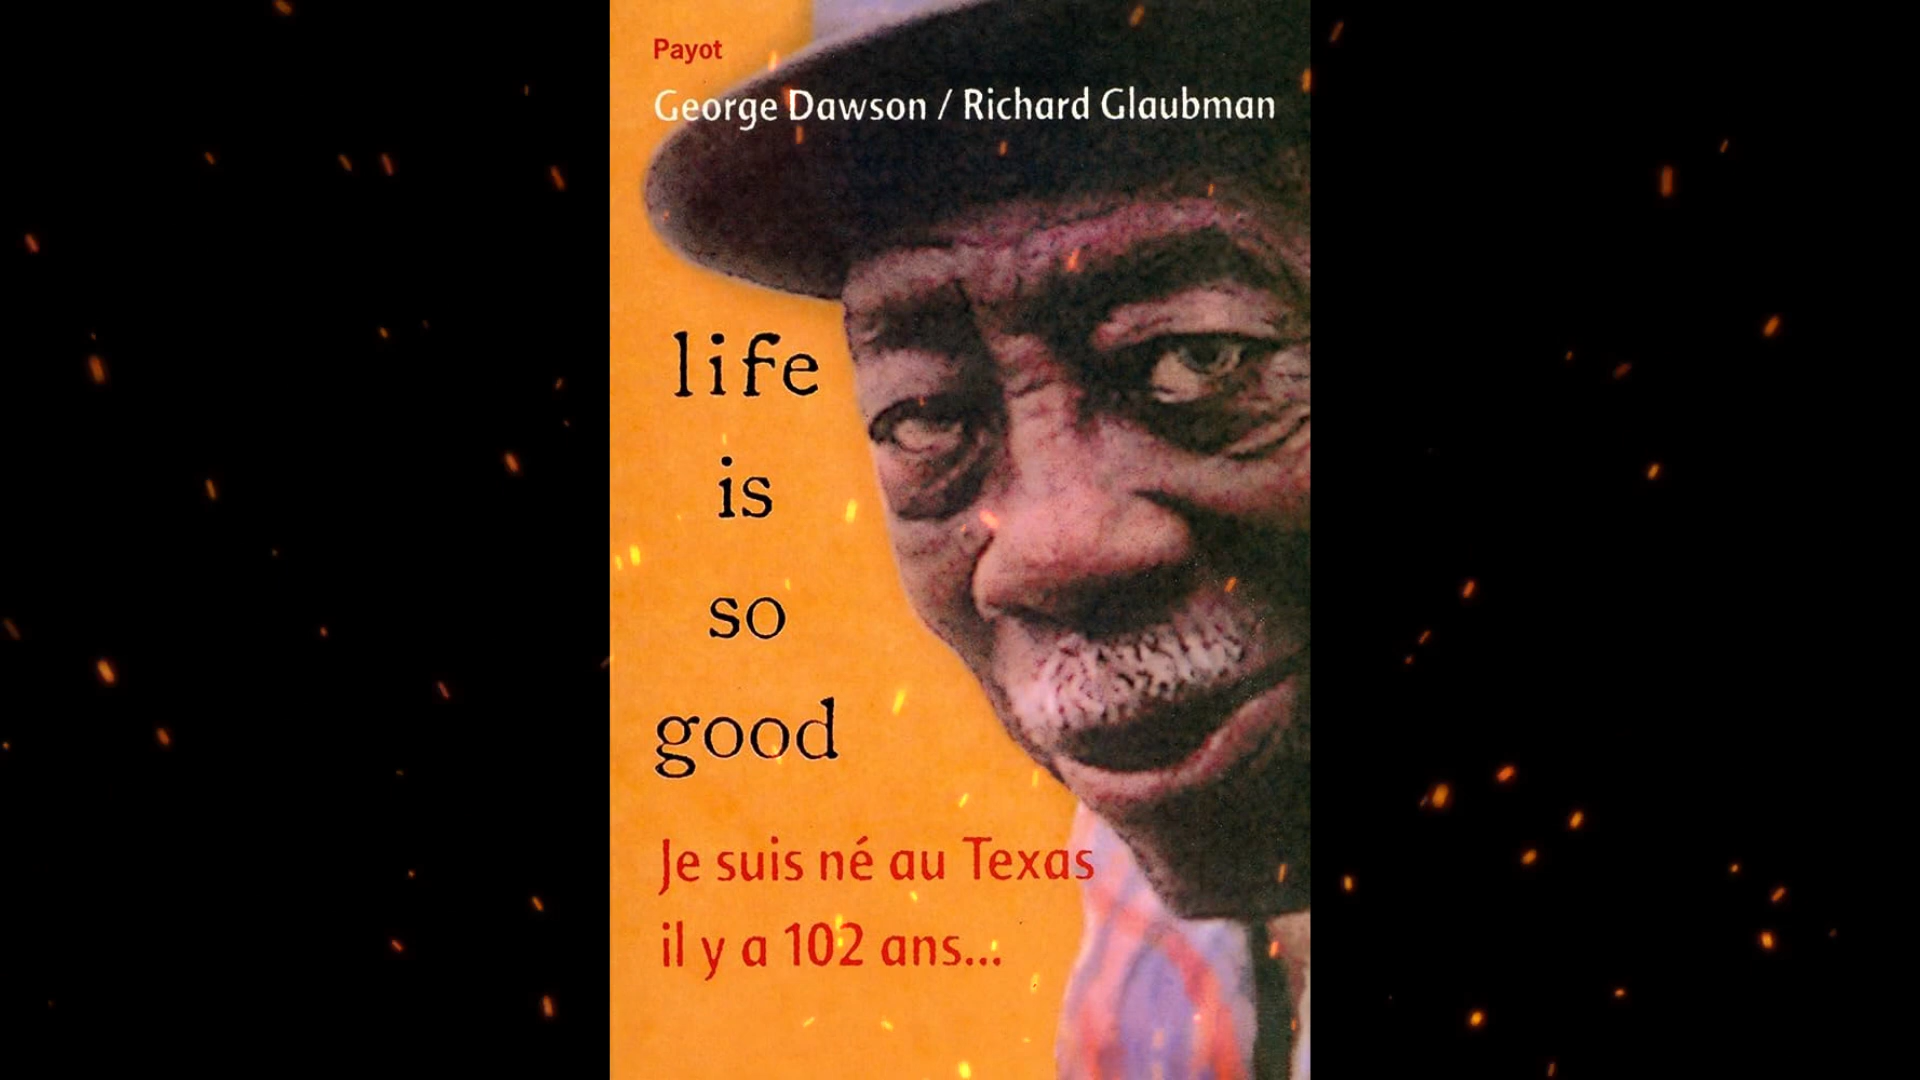 Payot
George Dawson / Richard Glaubman
life
is
so
good
Je suis né au Texas
il y a 102 ans...